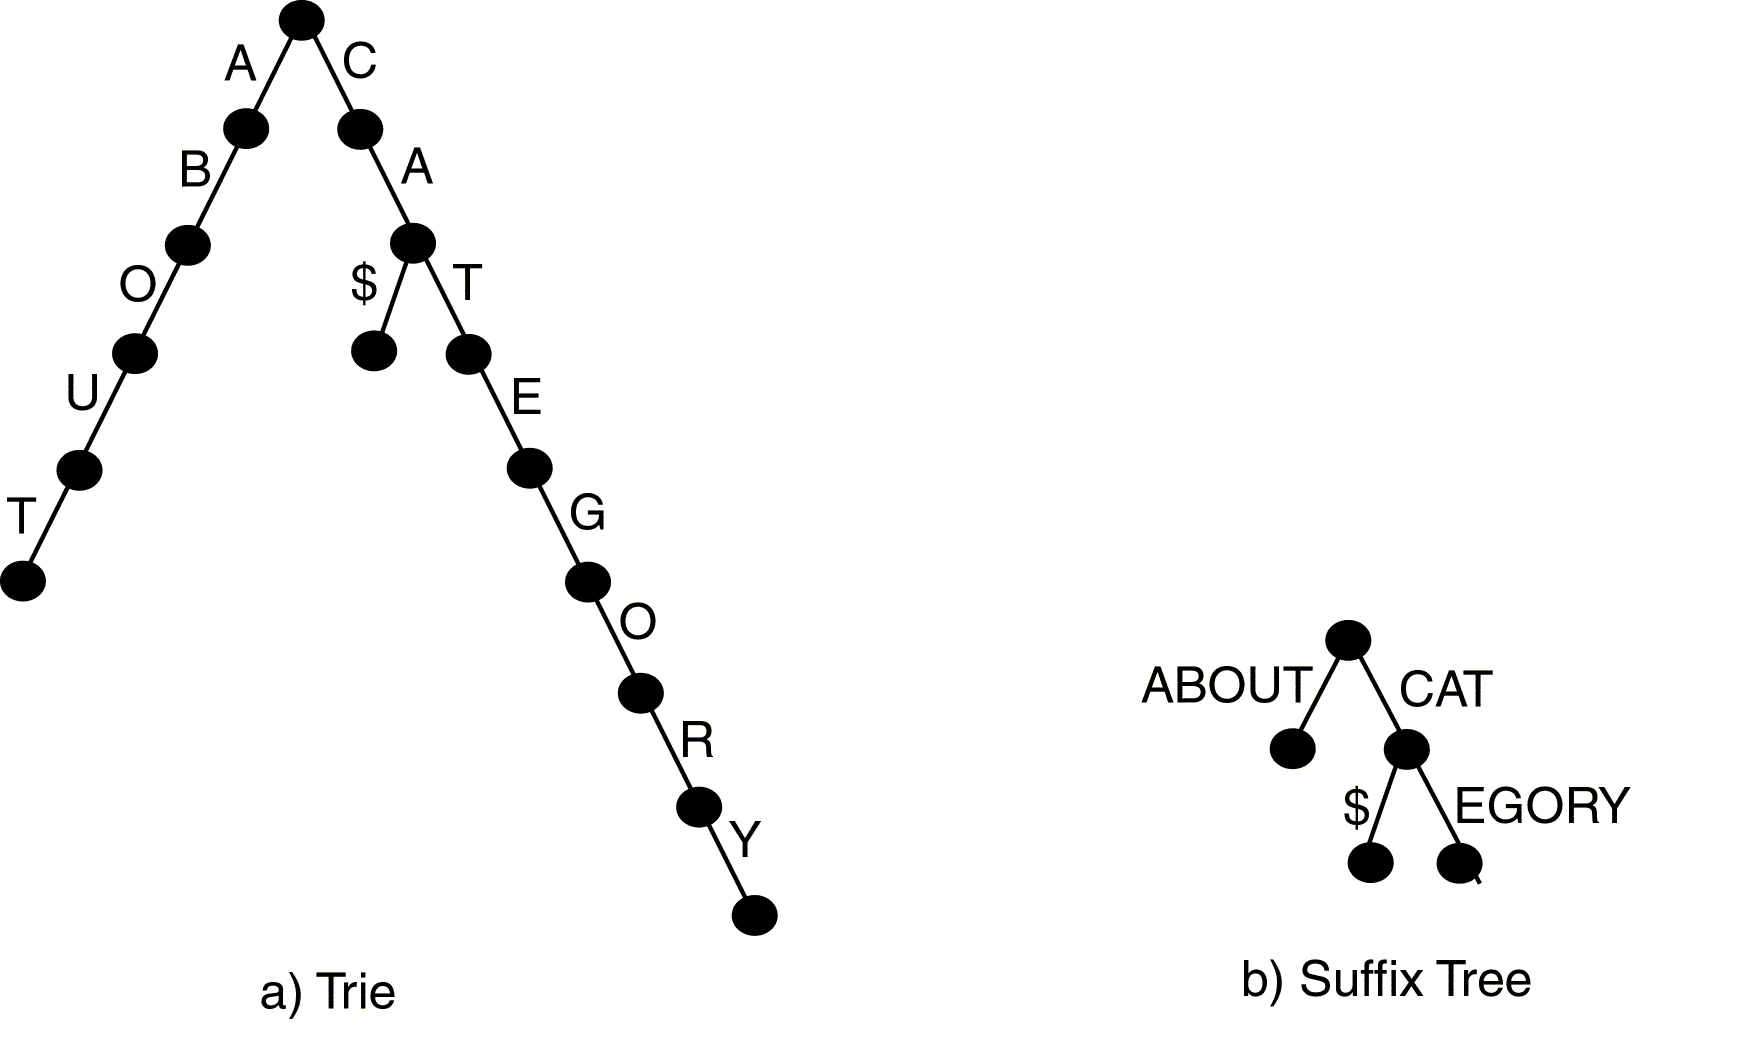 A C
B A
O $ T
U E
T G
O
R
Y
a) Trie
ABOUT CAT
$ EGORY
b) Suffix Tree